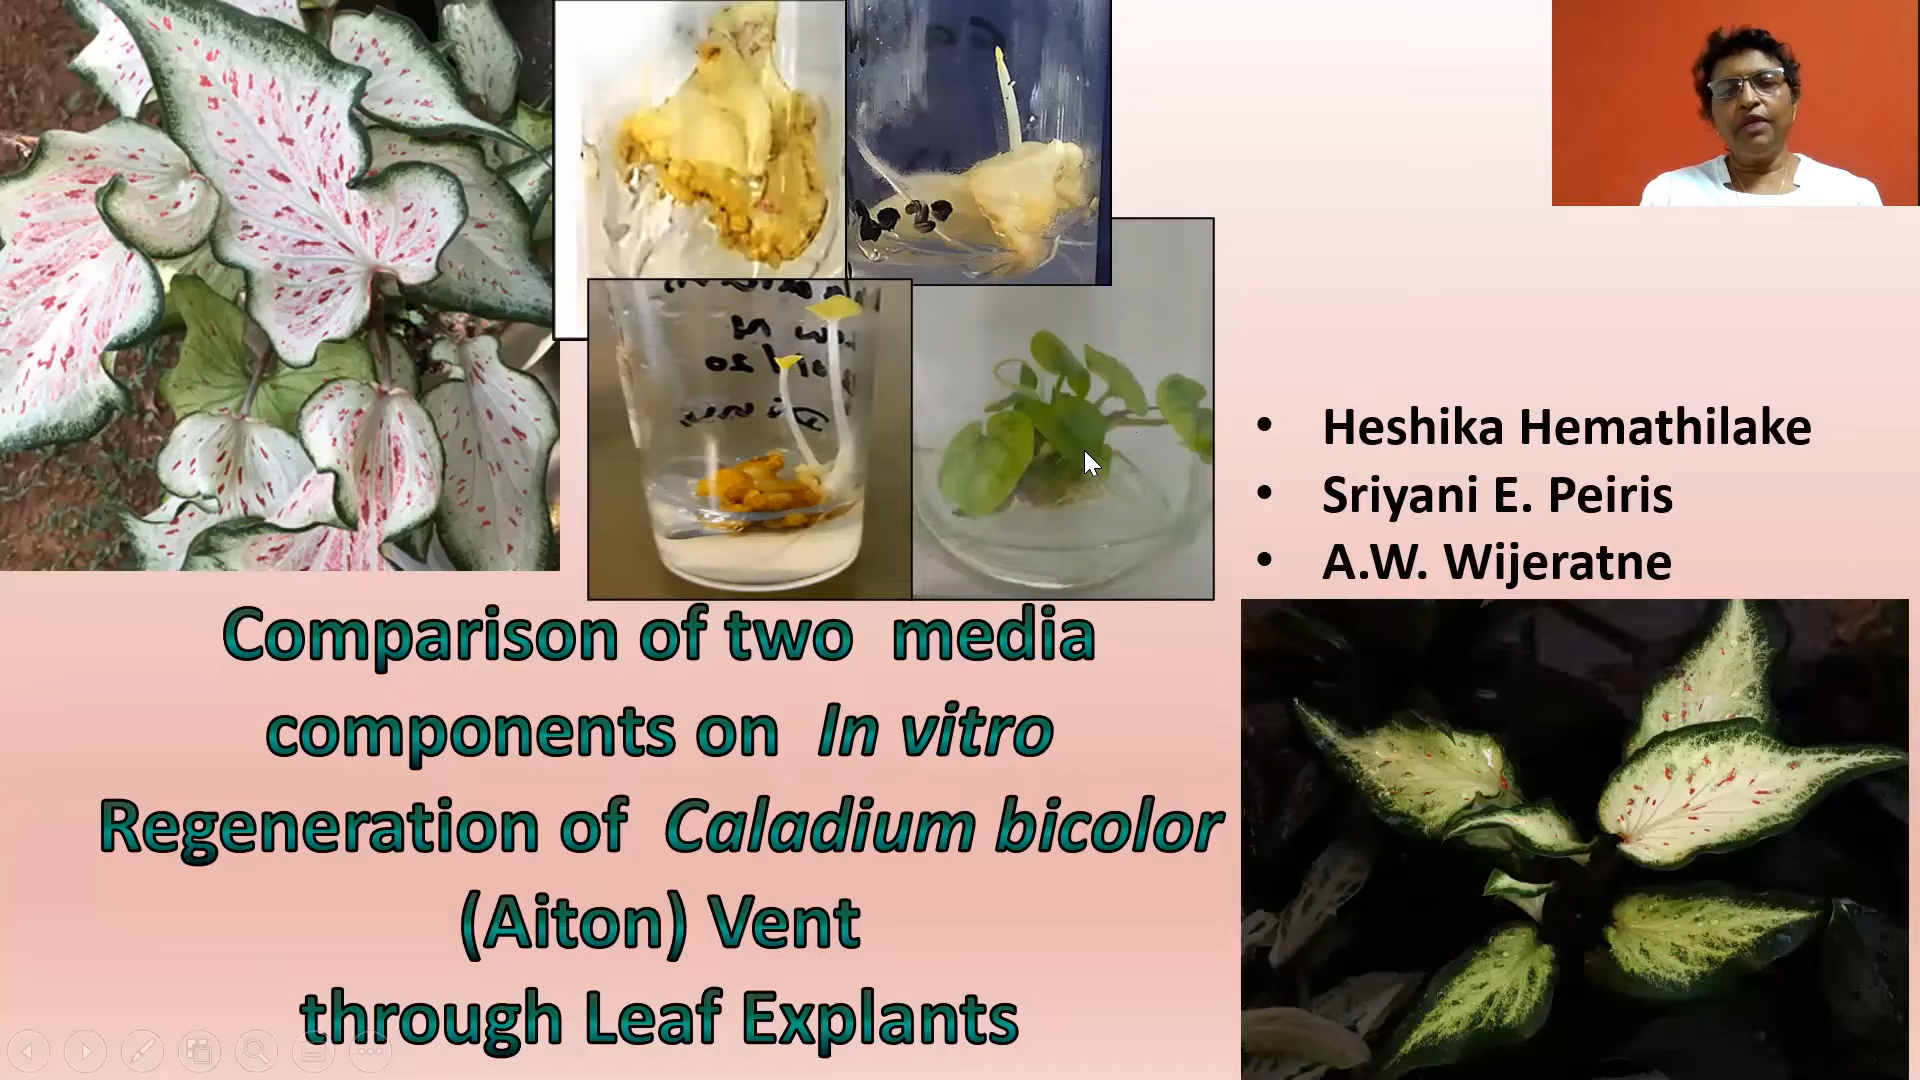 • Heshika Hemathilake
• Sriyani E. Peiris
• A.W. Wijeratne
Comparison of two media
components on In vitro
Regeneration of Caladium bicolor
(Aiton) Vent
through Leaf Explants